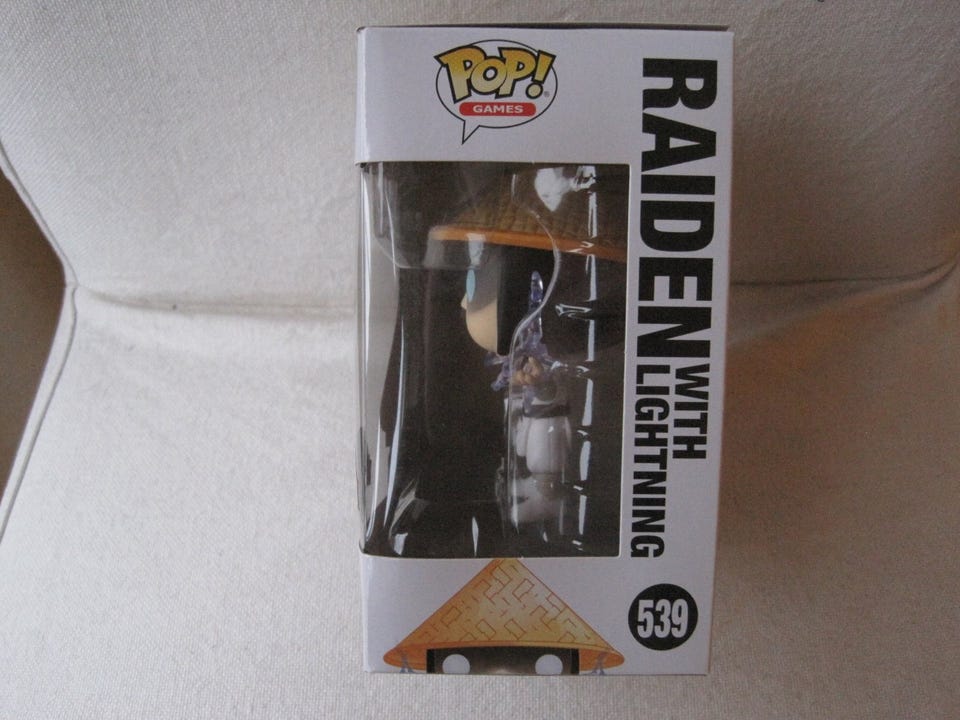 POP!
GAMES
RAIDEN WITH
LIGHTNING
539